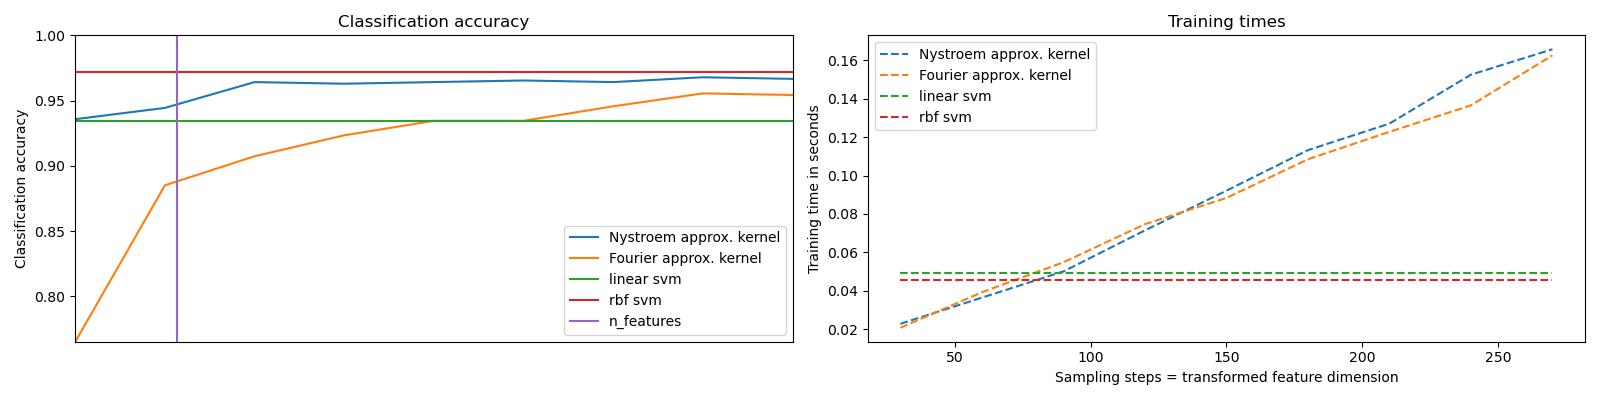 Classification accuracy
1.00
0.95
0.90
0.85
0.80
Classification accuracy
Nystroem approx. kernel
Fourier approx. kernel
linear svm
rbf svm
n_features
Training times
0.16
0.14
0.12
0.10
0.08
0.06
0.04
0.02
Training time in seconds
Nystroem approx. kernel
Fourier approx. kernel
linear svm
rbf svm
50
100
150
200
250
Sampling steps = transformed feature dimension